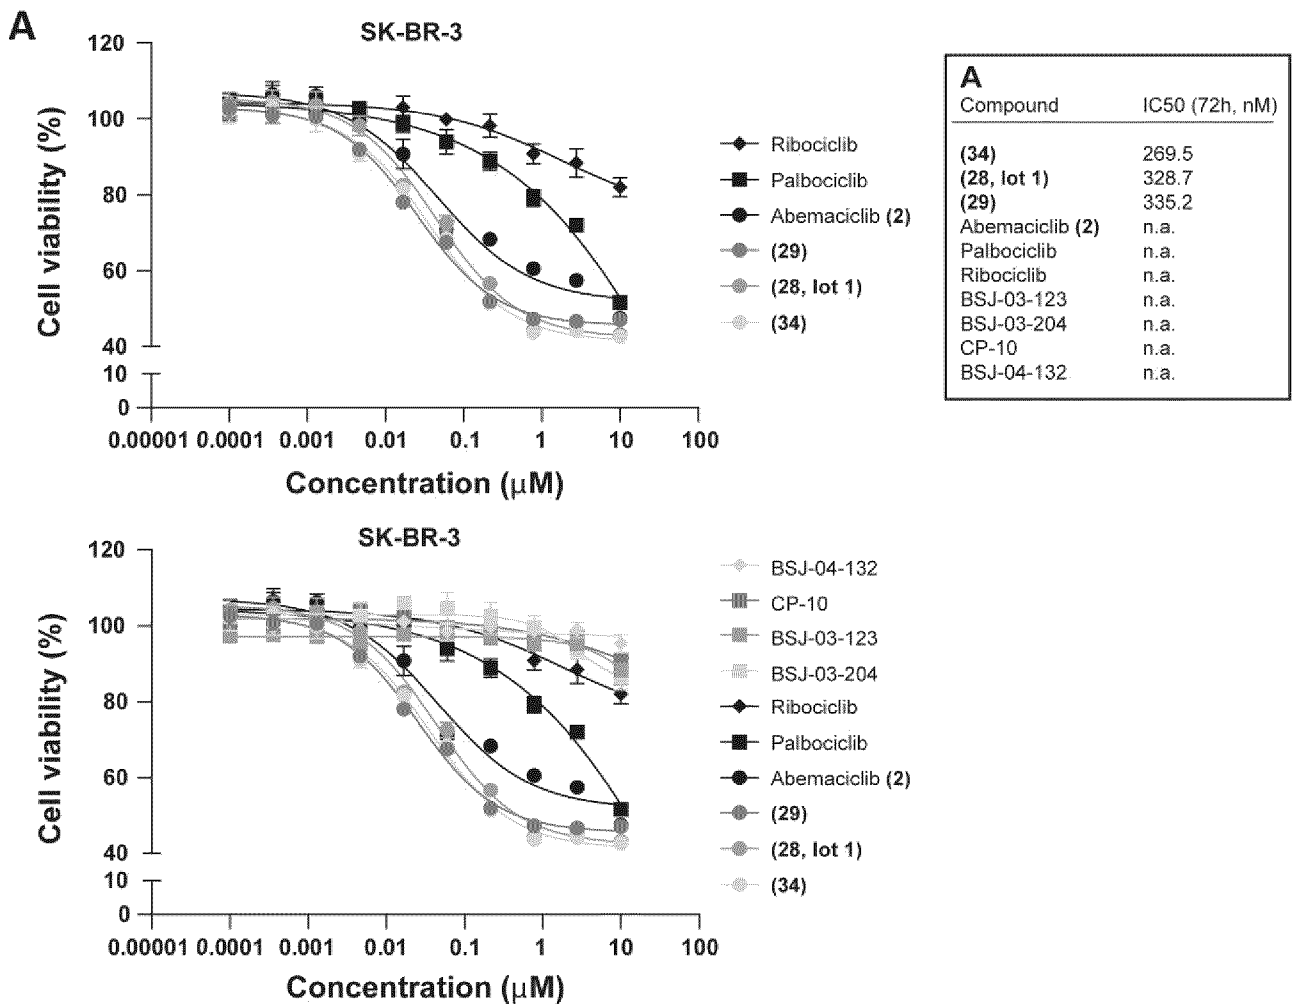 A
SK-BR-3
120
100
80
60
40
10
0
Cell viability (%)
0.00001 0.0001 0.001 0.01 0.1 1 10 100
Concentration (μM)
Ribociclib
Palbociclib
Abemaciclib (2)
(29)
(28, lot 1)
(34)
A
Compound IC50 (72h, nM)
(34) 269.5
(28, lot 1) 328.7
(29) 335.2
Abemaciclib (2) n.a.
Palbociclib n.a.
Ribociclib n.a.
BSJ-03-123 n.a.
BSJ-03-204 n.a.
CP-10 n.a.
BSJ-04-132 n.a.
SK-BR-3
120
100
80
60
40
10
0
Cell viability (%)
0.00001 0.0001 0.001 0.01 0.1 1 10 100
Concentration (μM)
BSJ-04-132
CP-10
BSJ-03-123
BSJ-03-204
Ribociclib
Palbociclib
Abemaciclib (2)
(29)
(28, lot 1)
(34)